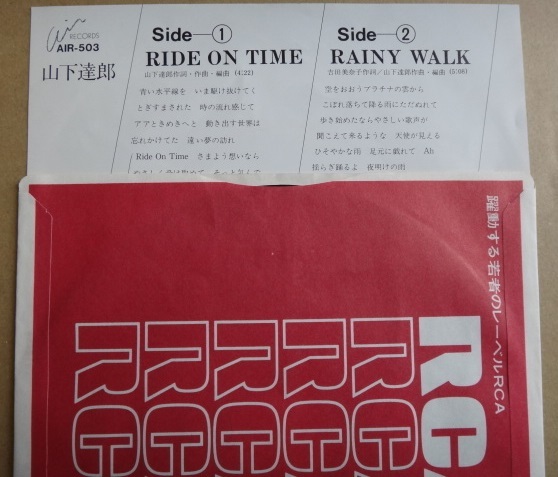 Air RECORDS
AIR-503
山下達郎
Side—①
RIDE ON TIME
山下達郎作詞・作曲・編曲 (4:22)
青い水平線を いま駆け抜けてく
とぎすまされた 時の流れ感じて
アアときめきへと 動き出す世界は
忘れかけてた 遠い夢の訪れ
Ride On Time さまよう想いなら
Side—②
RAINY WALK
吉田美奈子作詞／山下達郎作曲・編曲 (5:08)
空をおおうプラチナの雲から
こぼれ落ちて降る雨にただぬれて
歩き始めたならやさしい歌声が
聞こえて来るような 天使が見える
ひそやかな雨 足元に戯れて Ah
揺らぎ踊るよ 夜明けの雨
躍動する若者のレーベルRCA
RCA
RCA
RCA
RCA
RCA